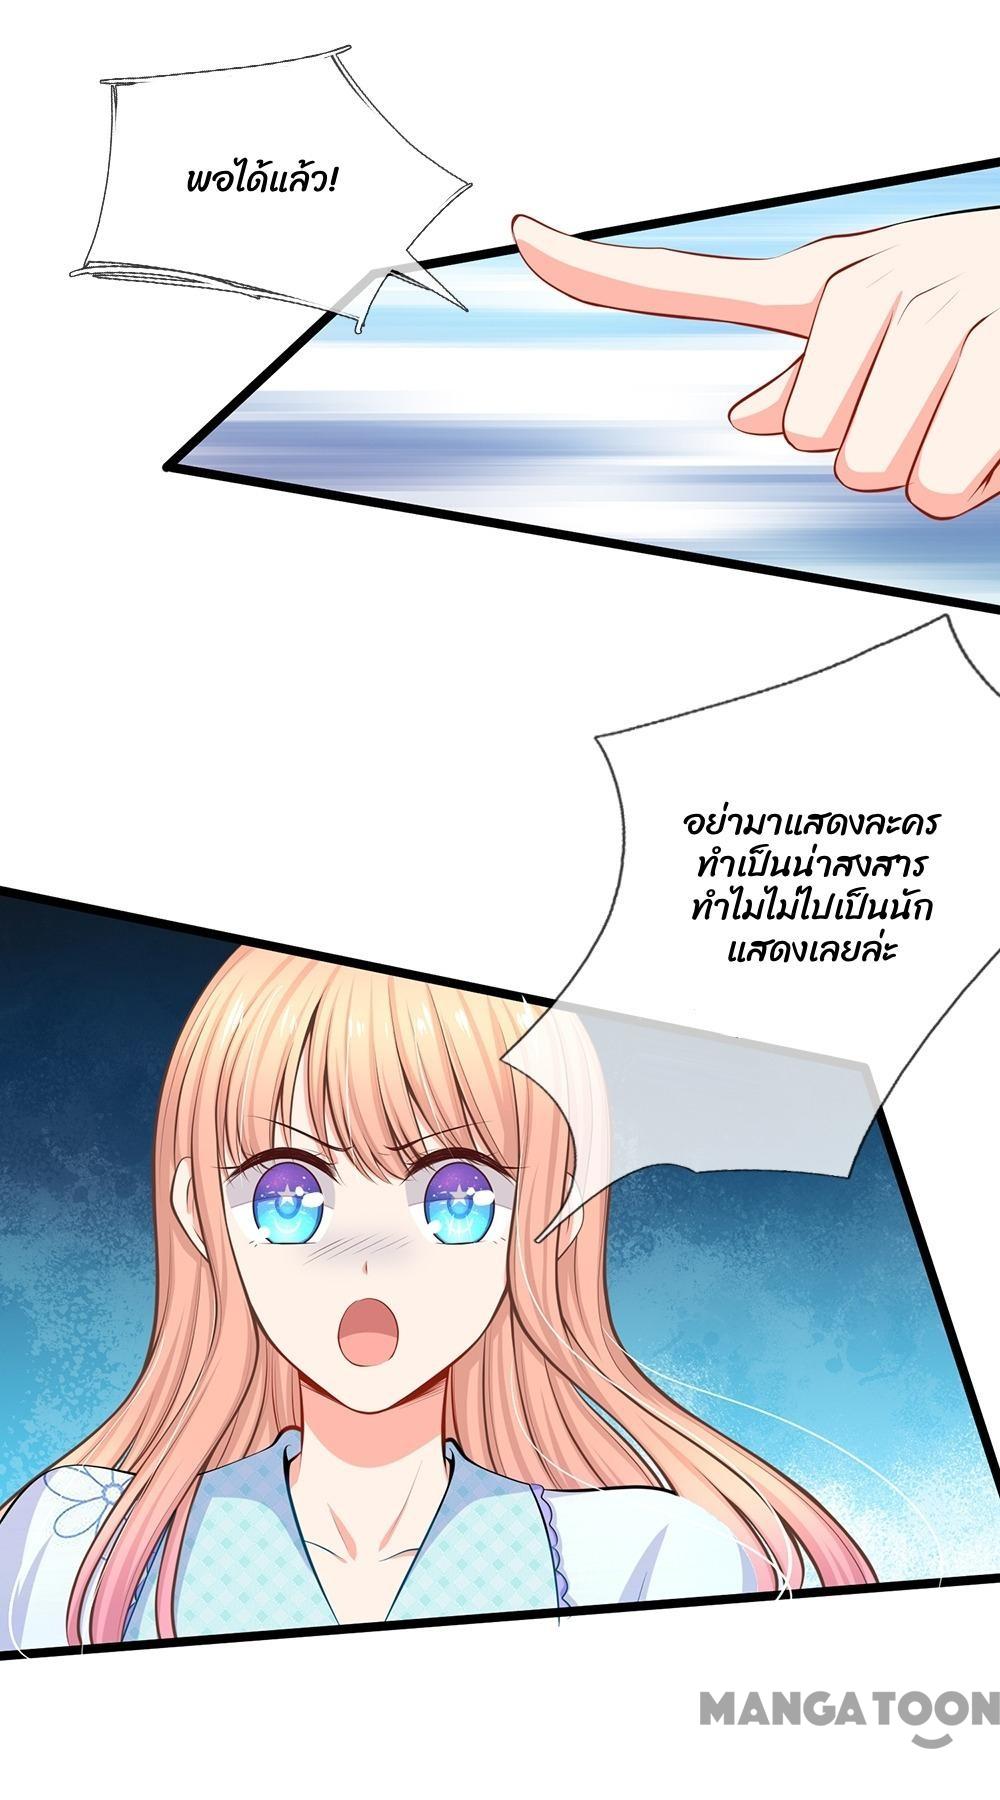 พอได้แล้ว!
อย่ามาแสดงละคร
ทำเป็นน่าสงสาร
ทำไมไม่ไปเป็นนัก
แสดงเลยล่ะ
MANGATOON